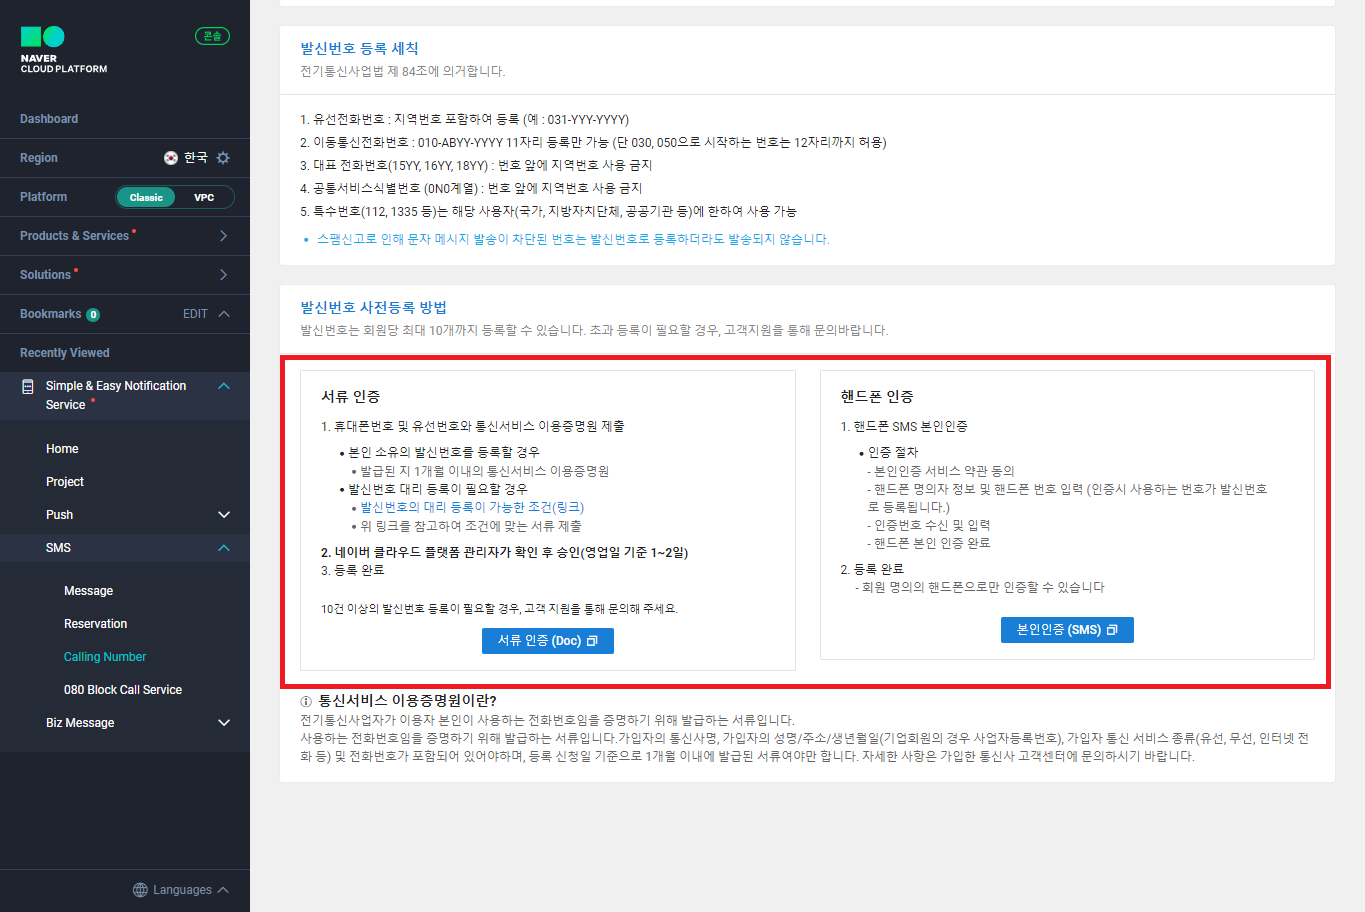 콘솔
NAVER
CLOUD PLATFORM
Dashboard
Region 한국
Platform Classic VPC
Products & Services
Solutions
Bookmarks 0 EDIT
Recently Viewed
Simple & Easy Notification
Service
Home
Project
Push
SMS
Message
Reservation
Calling Number
080 Block Call Service
Biz Message
Languages
발신번호 등록 세칙
전기통신사업법 제 84조에 의거합니다.
1. 유선전화번호 : 지역번호 포함하여 등록 (예 : 031-YYY-YYYY)
2. 이동통신전화번호 : 010-ABYY-YYYY 11자리 등록만 가능 (단 030, 050으로 시작하는 번호는 12자리까지 허용)
3. 대표 전화번호(15YY, 16YY, 18YY) : 번호 앞에 지역번호 사용 금지
4. 공통서비스식별번호 (0N0계열) : 번호 앞에 지역번호 사용 금지
5. 특수번호(112, 1335 등)는 해당 사용자(국가, 지방자치단체, 공공기관 등)에 한하여 사용 가능
• 스팸신고로 인해 문자 메시지 발송이 차단된 번호는 발신번호로 등록하더라도 발송되지 않습니다.
발신번호 사전등록 방법
발신번호는 회원당 최대 10개까지 등록할 수 있습니다. 초과 등록이 필요할 경우, 고객지원을 통해 문의바랍니다.
서류 인증
1. 휴대폰번호 및 유선번호와 통신서비스 이용증명원 제출
• 본인 소유의 발신번호를 등록할 경우
• 발급된 지 1개월 이내의 통신서비스 이용증명원
• 발신번호 대리 등록이 필요할 경우
• 발신번호의 대리 등록이 가능한 조건(링크)
• 위 링크를 참고하여 조건에 맞는 서류 제출
2. 네이버 클라우드 플랫폼 관리자가 확인 후 승인(영업일 기준 1~2일)
3. 등록 완료
10건 이상의 발신번호 등록이 필요할 경우, 고객 지원을 통해 문의해 주세요.
서류 인증 (Doc)
핸드폰 인증
1. 핸드폰 SMS 본인인증
• 인증 절차
- 본인인증 서비스 약관 동의
- 핸드폰 명의자 정보 및 핸드폰 번호 입력 (인증시 사용하는 번호가 발신번호
로 등록됩니다.)
- 인증번호 수신 및 입력
- 핸드폰 본인 인증 완료
2. 등록 완료
- 회원 명의의 핸드폰으로만 인증할 수 있습니다
본인인증 (SMS)
통신서비스 이용증명원이란?
전기통신사업자가 이용자 본인이 사용하는 전화번호임을 증명하기 위해 발급하는 서류입니다.
사용하는 전화번호임을 증명하기 위해 발급하는 서류입니다.가입자의 통신사명, 가입자의 성명/주소/생년월일(기업회원의 경우 사업자등록번호), 가입자 통신 서비스 종류(유선, 무선, 인터넷 전
화 등) 및 전화번호가 포함되어 있어야하며, 등록 신청일 기준으로 1개월 이내에 발급된 서류여야만 합니다. 자세한 사항은 가입한 통신사 고객센터에 문의하시기 바랍니다.